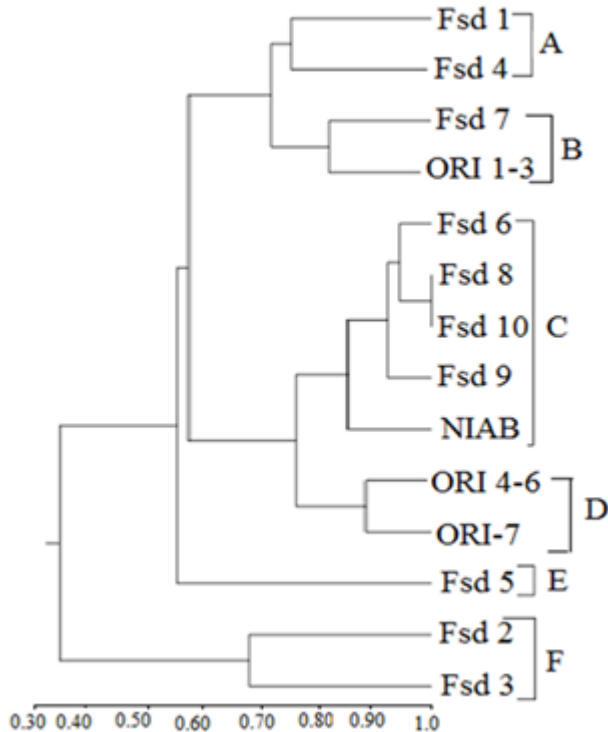 Fsd 1
A
Fsd 4
Fsd 7
B
ORI 1-3
Fsd 6
Fsd 8
Fsd 10
C
Fsd 9
NIAB
ORI 4-6
D
ORI-7
Fsd 5
E
Fsd 2
F
Fsd 3
0.30 0.40 0.50 0.60 0.70 0.80 0.90 1.0